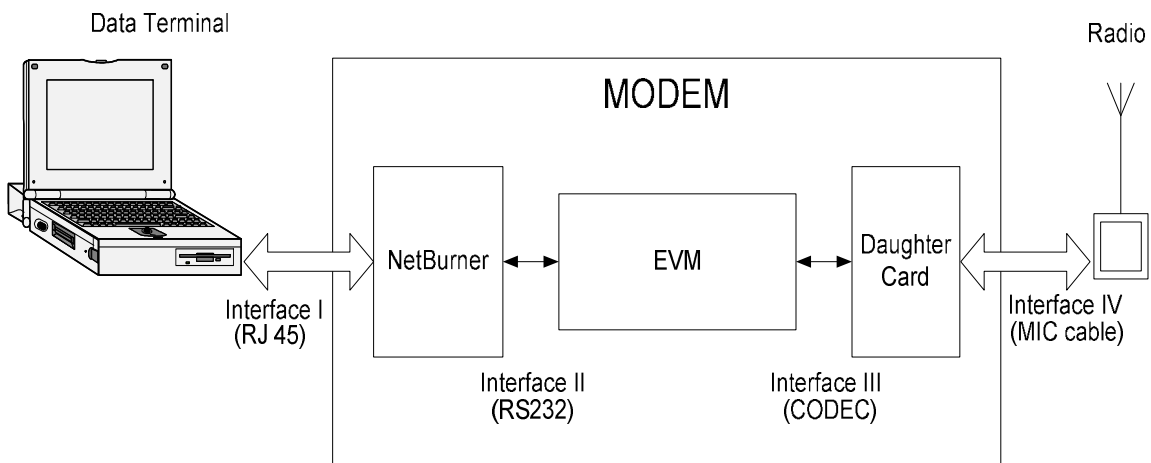 Data Terminal
Radio
MODEM
NetBurner
EVM
Daughter
Card
Interface I
(RJ 45)
Interface II
(RS232)
Interface III
(CODEC)
Interface IV
(MIC cable)